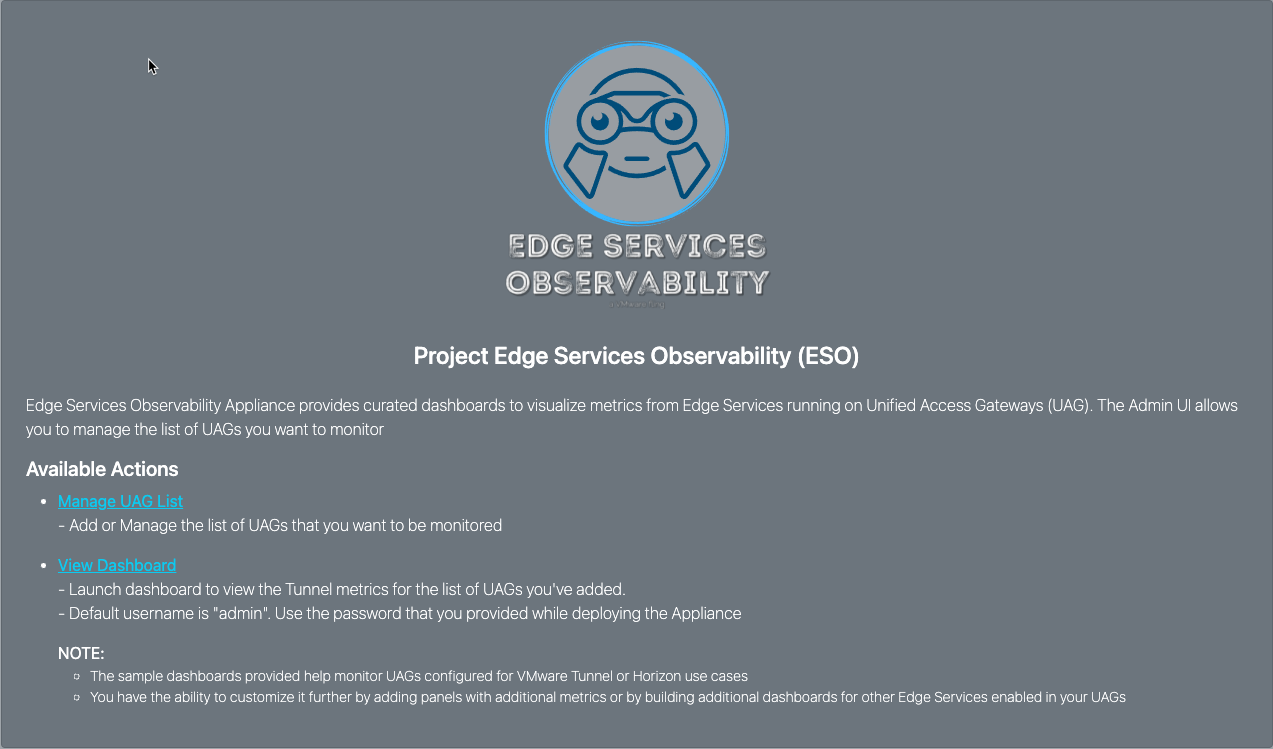 EDGE SERVICES
OBSERVABILITY
Project Edge Services Observability (ESO)
Edge Services Observability Appliance provides curated dashboards to visualize metrics from Edge Services running on Unified Access Gateways (UAG). The Admin UI allows
you to manage the list of UAGs you want to monitor
Available Actions
• Manage UAG List
- Add or Manage the list of UAGs that you want to be monitored
• View Dashboard
- Launch dashboard to view the Tunnel metrics for the list of UAGs you've added.
- Default username is "admin". Use the password that you provided while deploying the Appliance
NOTE:
◦ The sample dashboards provided help monitor UAGs configured for VMware Tunnel or Horizon use cases
◦ You have the ability to customize it further by adding panels with additional metrics or by building additional dashboards for other Edge Services enabled in your UAGs